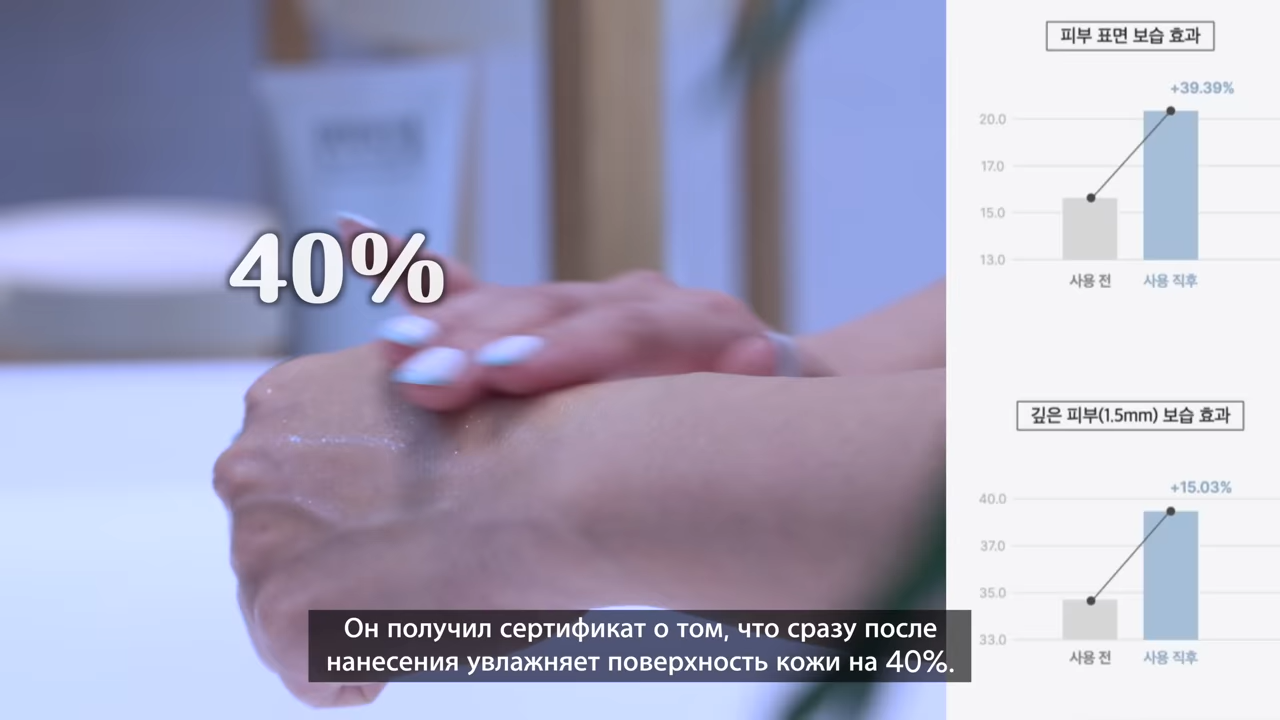 40%
피부 표면 보습 효과
+39.39%
20.0
17.0
15.0
13.0
사용 전
사용 직후
깊은 피부(1.5mm) 보습 효과
+15.03%
40.0
37.0
35.0
33.0
사용 전
사용 직후
Он получил сертификат о том, что сразу после
нанесения увлажняет поверхность кожи на 40%.